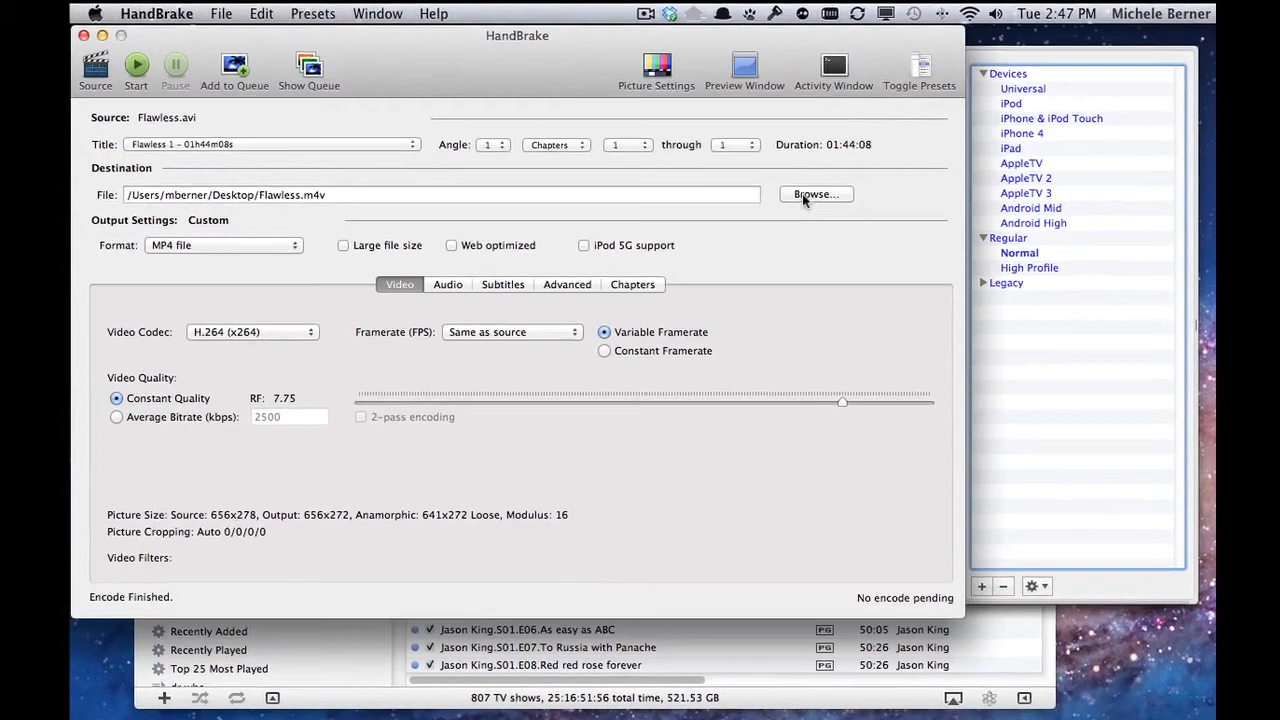 HandBrake File Edit Presets Window Help Tue 2:47 PM Michele Berner
HandBrake
Source Start Pause Add to Queue Show Queue Picture Settings Preview Window Activity Window Toggle Presets
Source: Flawless.avi
Title: Flawless 1 - 01h44m08s Angle: 1 Chapters 1 through 1 Duration: 01:44:08
Destination
File: /Users/mberner/Desktop/Flawless.m4v Browse...
Output Settings: Custom
Format: MP4 file Large file size Web optimized iPod 5G support
Video Audio Subtitles Advanced Chapters
Video Codec: H.264 (x264) Framerate (FPS): Same as source Variable Framerate
Constant Framerate
Video Quality:
Constant Quality RF: 7.75
Average Bitrate (kbps): 2500 2-pass encoding
Picture Size: Source: 656x278, Output: 656x272, Anamorphic: 641x272 Loose, Modulus: 16
Picture Cropping: Auto 0/0/0/0
Video Filters:
Encode Finished. No encode pending
Devices
Universal
iPod
iPhone & iPod Touch
iPhone 4
iPad
AppleTV
AppleTV 2
AppleTV 3
Android Mid
Android High
Regular
Normal
High Profile
Legacy
Recently Added Jason King.S01.E06.As easy as ABC PG 50:05 Jason King
Recently Played Jason King.S01.E07.To Russia with Panache PG 50:26 Jason King
Top 25 Most Played Jason King.S01.E08.Red red rose forever PG 50:26 Jason King
807 TV shows, 25:16:51:56 total time, 521.53 GB